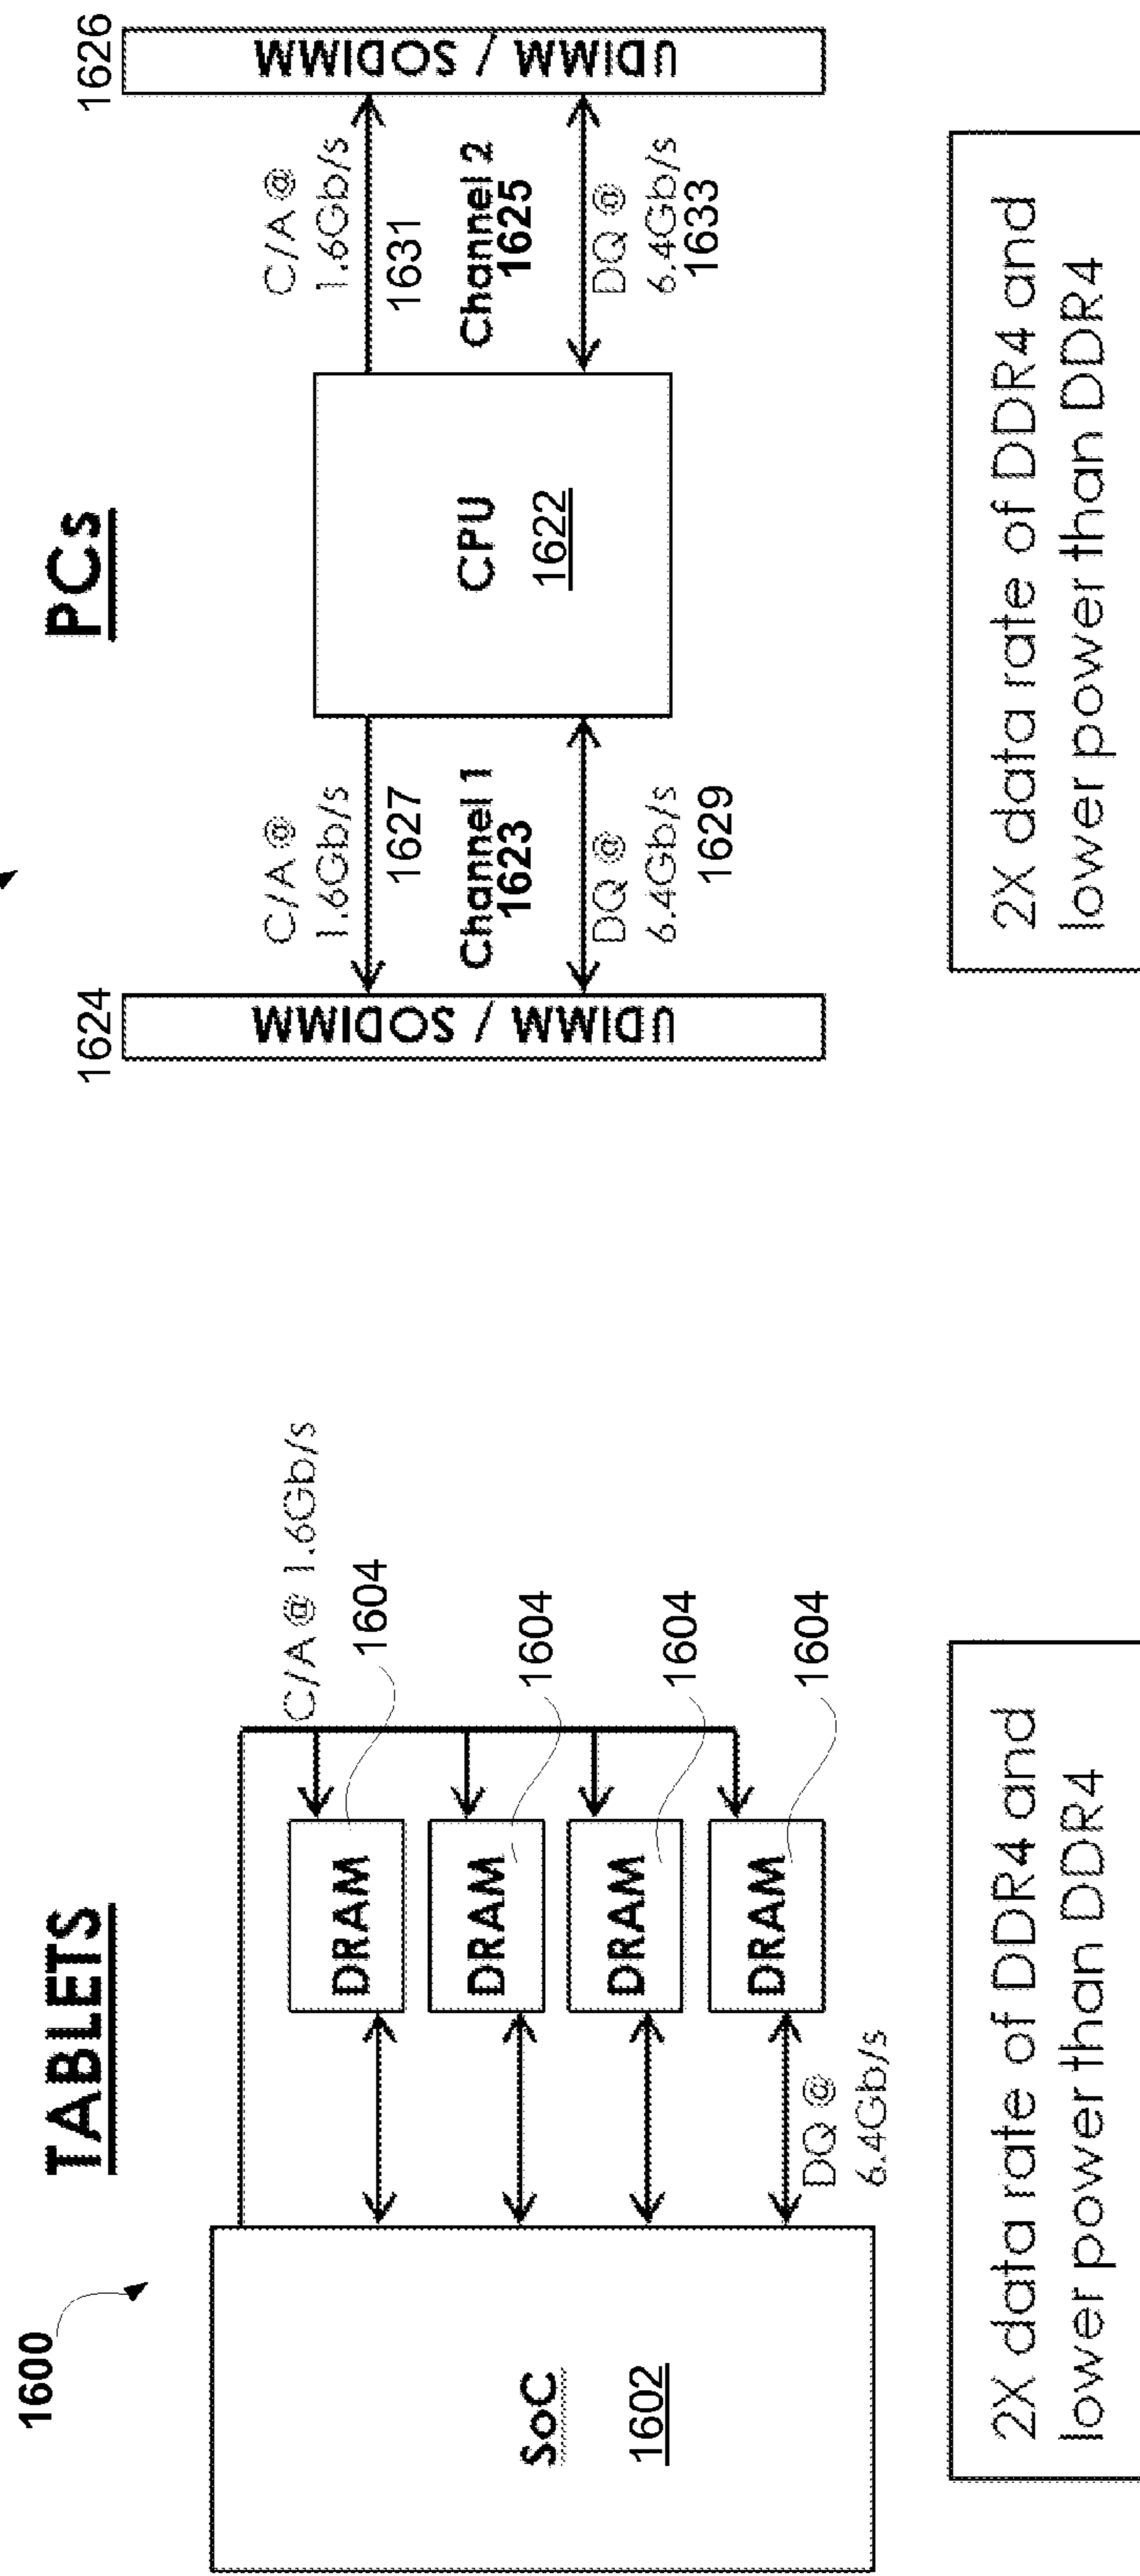 1600
TABLETS
C/A @ 1.6Gb/s
SoC
1602
DRAM
1604
DRAM
1604
DRAM
1604
DRAM
1604
DQ @
6.4Gb/s
2X data rate of DDR4 and
lower power than DDR4
PCs
1624
UDIMM / SODIMM
C/A @
1.6Gb/s
1627
Channel 1
1623
DQ @
6.4Gb/s
1629
CPU
1622
C/A @
1.6Gb/s
1631
Channel 2
1625
DQ @
6.4Gb/s
1633
1626
UDIMM / SODIMM
2X data rate of DDR4 and
lower power than DDR4